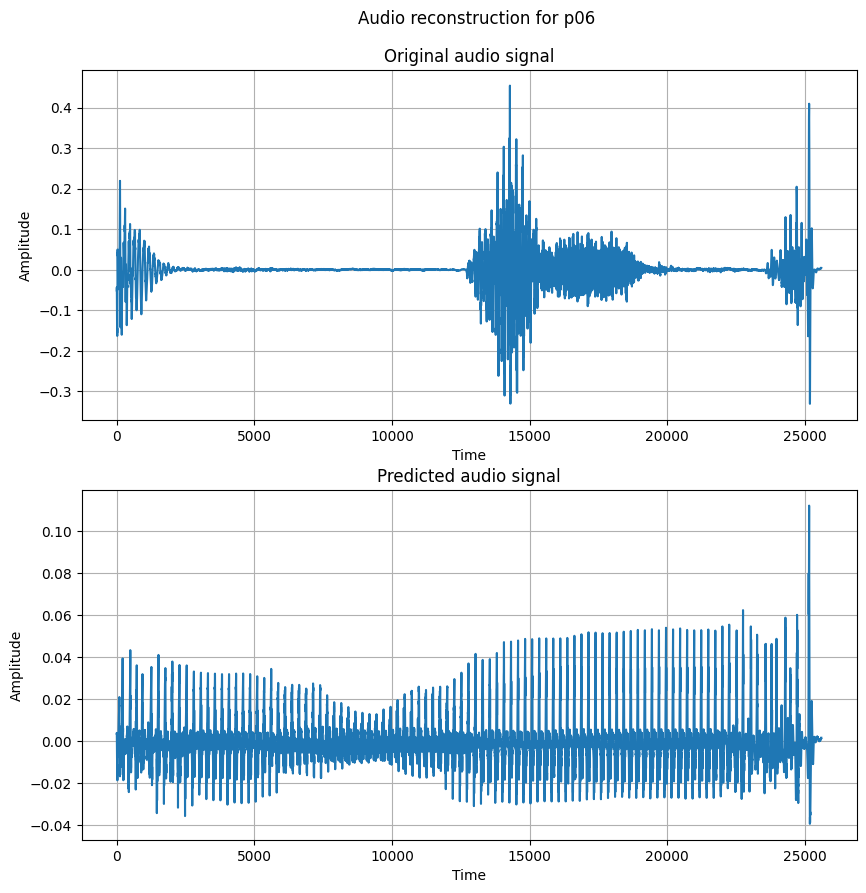 Audio reconstruction for p06
Original audio signal
0.4
0.3
0.2
0.1
0.0
−0.1
−0.2
−0.3
Amplitude
0 5000 10000 15000 20000 25000
Time
Predicted audio signal
0.10
0.08
0.06
0.04
0.02
0.00
−0.02
−0.04
Amplitude
0 5000 10000 15000 20000 25000
Time